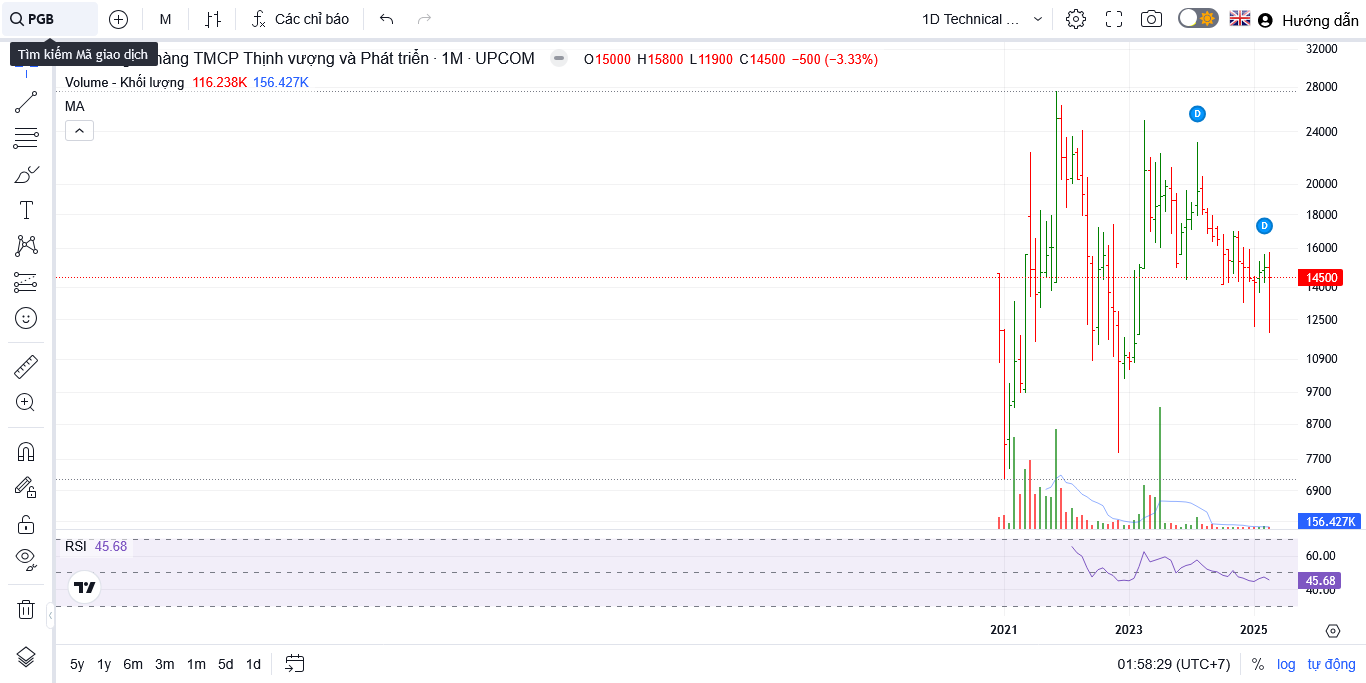 PGB M Các chỉ báo 1D Technical ... Hướng dẫn
Tìm kiếm Mã giao dịch
hàng TMCP Thịnh vượng và Phát triển · 1M · UPCOM O15000 H15800 L11900 C14500 −500 (−3.33%)
Volume - Khối lượng 116.238K 156.427K
MA
D
D
32000
28000
24000
20000
18000
16000
14500
14000
12500
10900
9700
8700
7700
6900
156.427K
RSI 45.68
60.00
45.68
40.00
2021 2023 2025
5y 1y 6m 3m 1m 5d 1d 01:58:29 (UTC+7) % log tự động